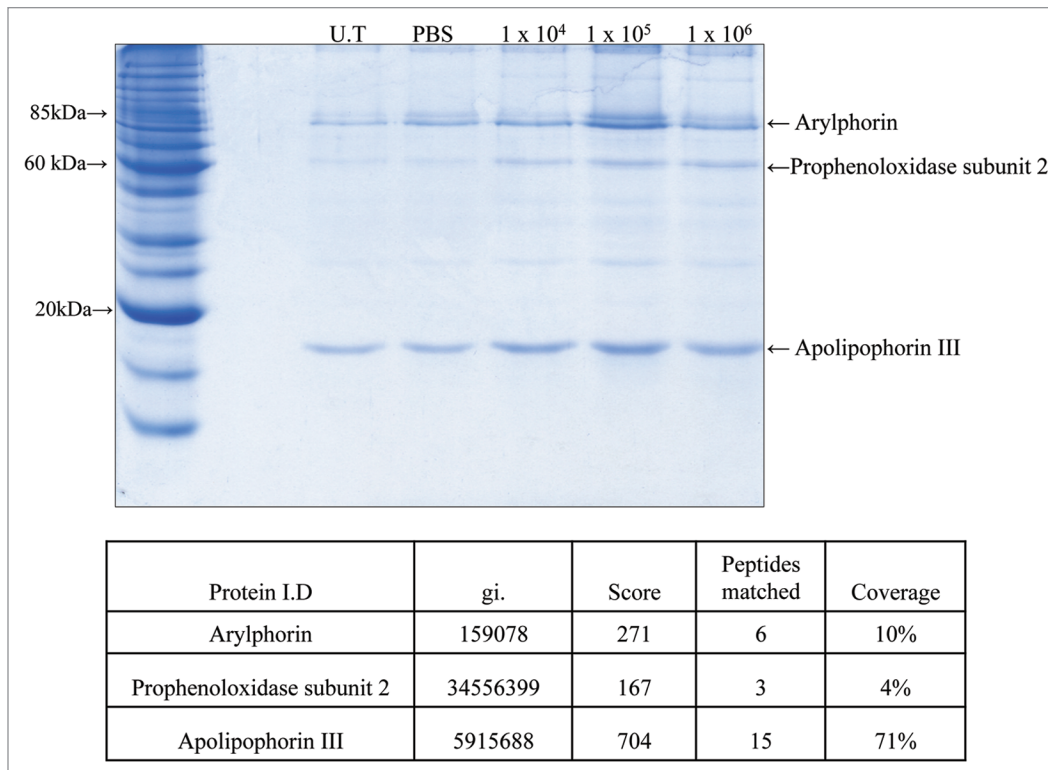 U.T PBS 1 x 10⁴ 1 x 10⁵ 1 x 10⁶
85kDa→
← Arylphorin
60 kDa→
←Prophenoloxidase subunit 2
20kDa→
← Apolipophorin III
Protein I.D gi. Score Peptides matched Coverage
Arylphorin 159078 271 6 10%
Prophenoloxidase subunit 2 34556399 167 3 4%
Apolipophorin III 5915688 704 15 71%